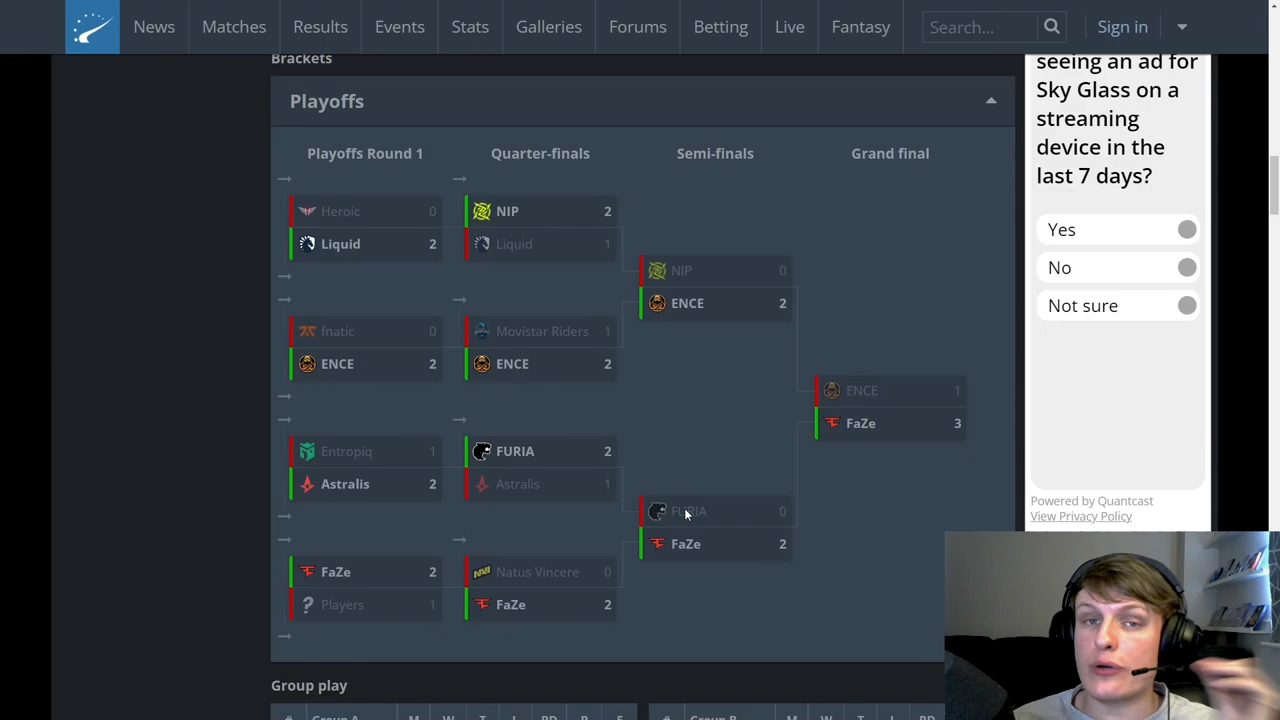 News Matches Results Events Stats Galleries Forums Betting Live Fantasy Search... Sign in
Brackets
Playoffs
Playoffs Round 1 Quarter-finals Semi-finals Grand final
Heroic 0
Liquid 2
fnatic 0
ENCE 2
Entropiq 1
Astralis 2
FaZe 2
? Players 1
NIP 2
Liquid 1
Movistar Riders 1
ENCE 2
FURIA 2
Astralis 1
Natus Vincere 0
FaZe 2
NIP 0
ENCE 2
FURIA 0
FaZe 2
ENCE 1
FaZe 3
Group play
# Group A M W T L RD P
# Group B M W T L RD P
seeing an ad for
Sky Glass on a
streaming
device in the
last 7 days?
Yes
No
Not sure
Powered by Quantcast
View Privacy Policy